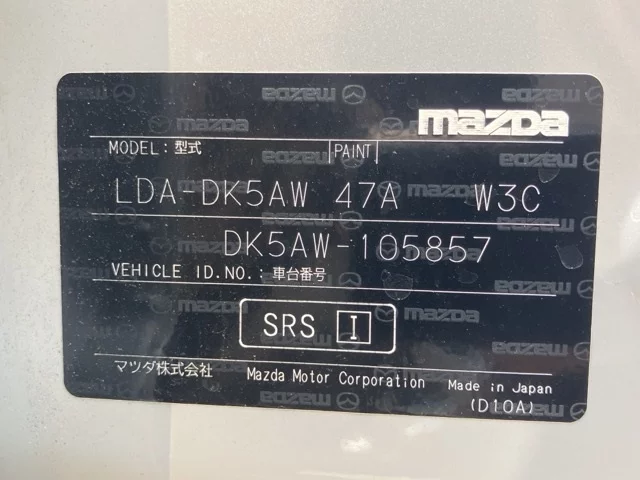 mazda
MODEL:型式 PAINT
LDA-DK5AW 47A W3C
DK5AW-105857
VEHICLE ID.NO.:車台番号
SRS I
マツダ株式会社 Mazda Motor Corporation Made in Japan
(D10A)